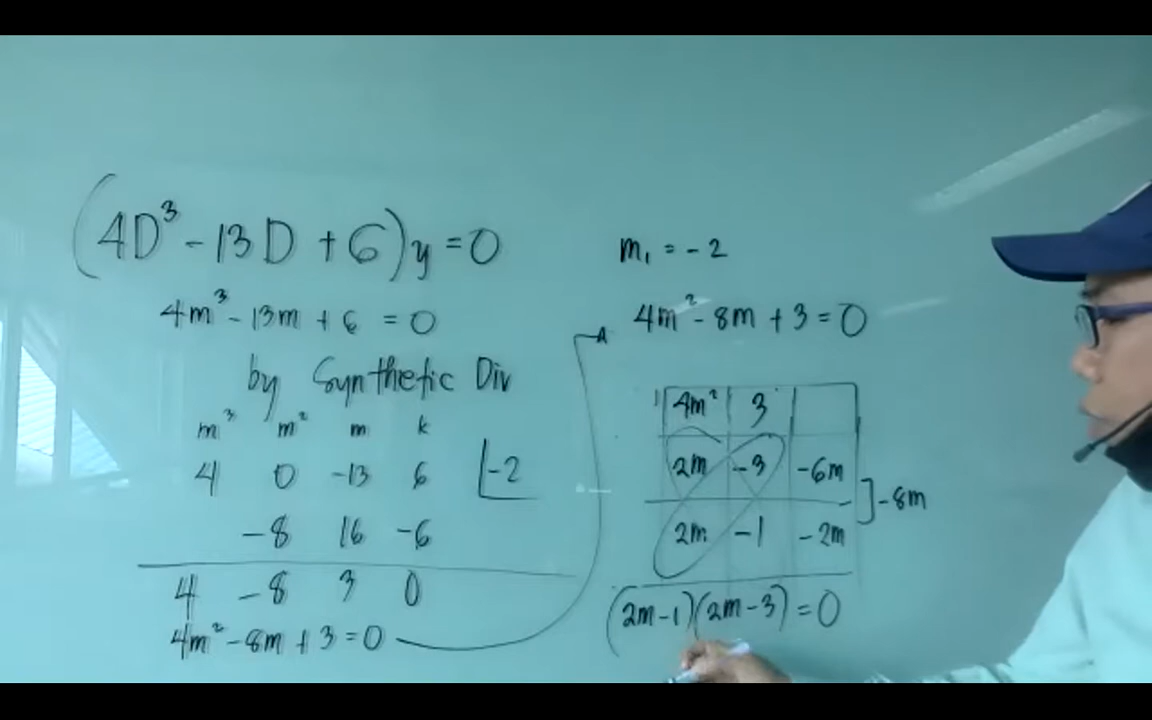 (4D³ - 13D + 6)y = 0
4m³ - 13m + 6 = 0
by Synthetic Div
m³ m² m k
4 0 -13 6 |-2
-8 16 -6
4 -8 3 0
4m² - 8m + 3 = 0
m₁ = -2
4m² - 8m + 3 = 0
4m² 3
2m -3 -6m
] -8m
2m -1 -2m
(2m-1)(2m-3) = 0